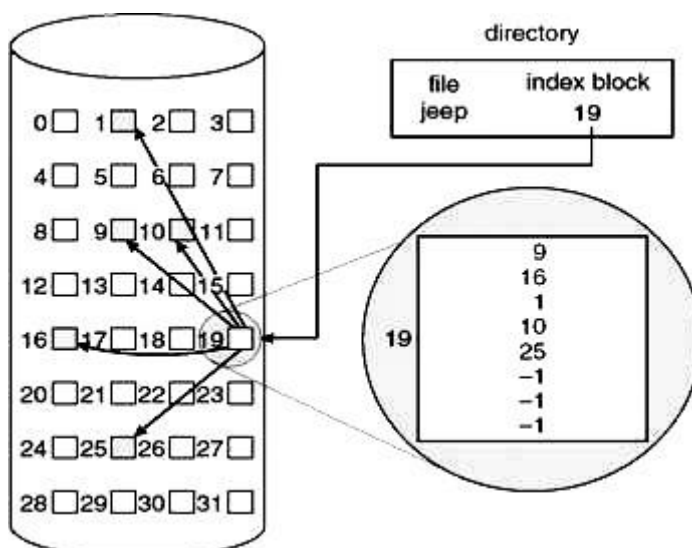 directory
file index block
jeep 19
0 1 2 3
4 5 6 7
8 9 10 11
12 13 14 15
16 17 18 19
20 21 22 23
24 25 26 27
28 29 30 31
19
9
16
1
10
25
-1
-1
-1